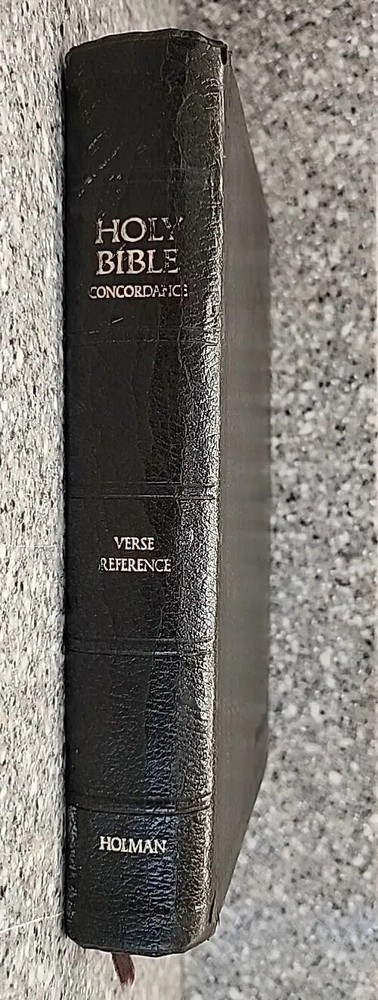 HOLY
BIBLE
CONCORDANCE
VERSE
REFERENCE
HOLMAN